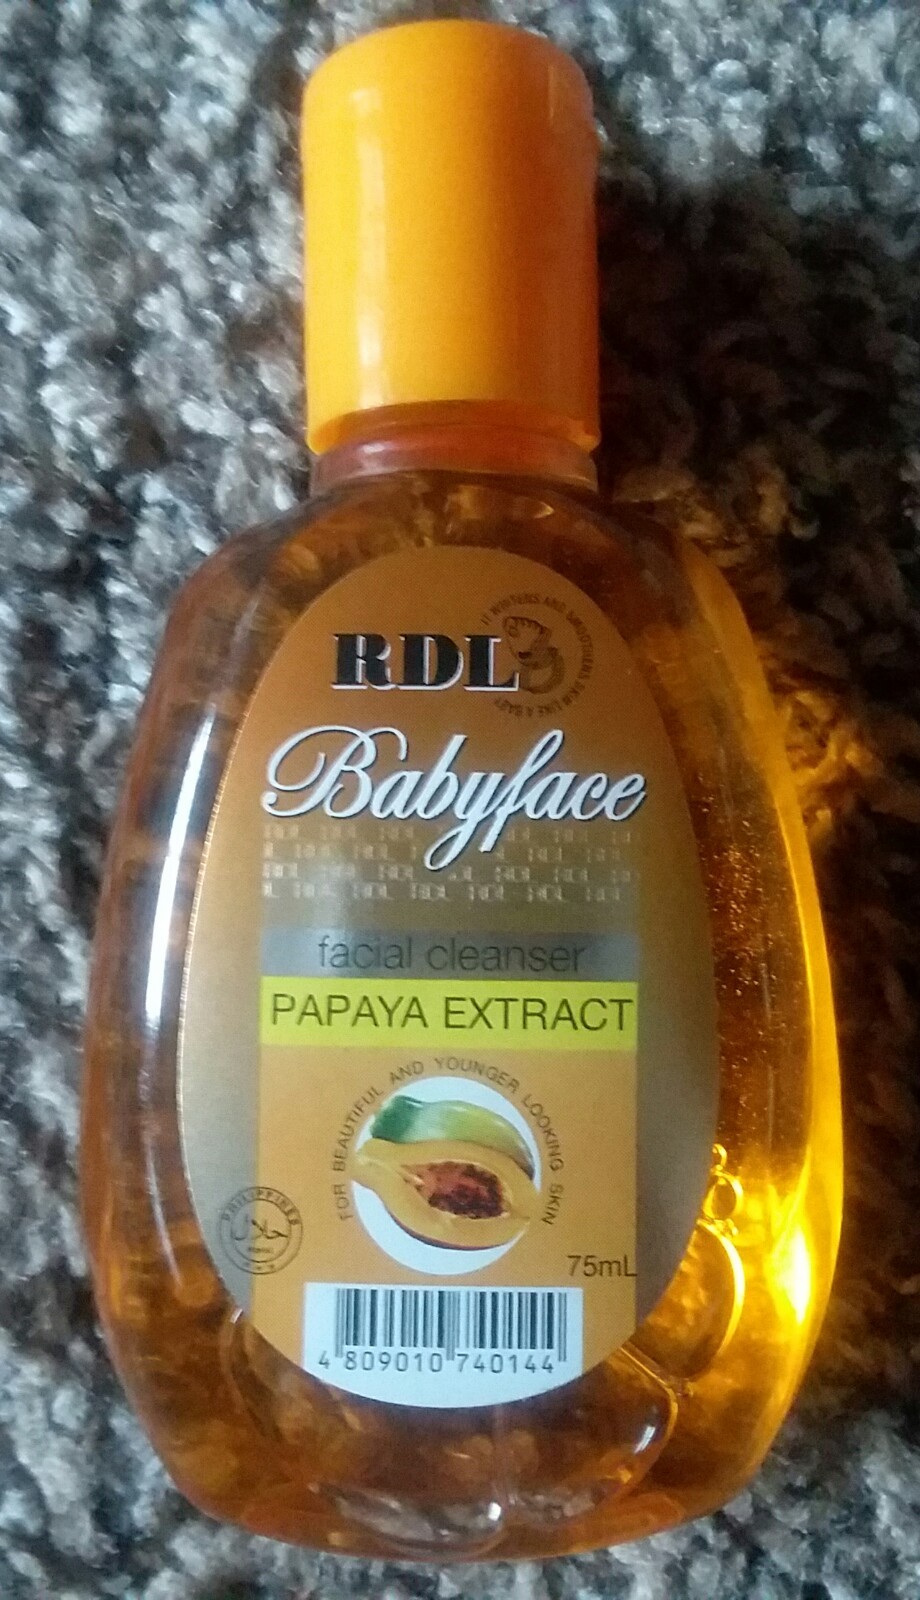 RDL
IT WHITENS AND SMOOTHENS SKIN LIKE A BABY
Babyface
facial cleanser
PAPAYA EXTRACT
FOR BEAUTIFUL AND YOUNGER LOOKING SKIN
PHILIPPINES
حلال
75mL
4 809010 740144